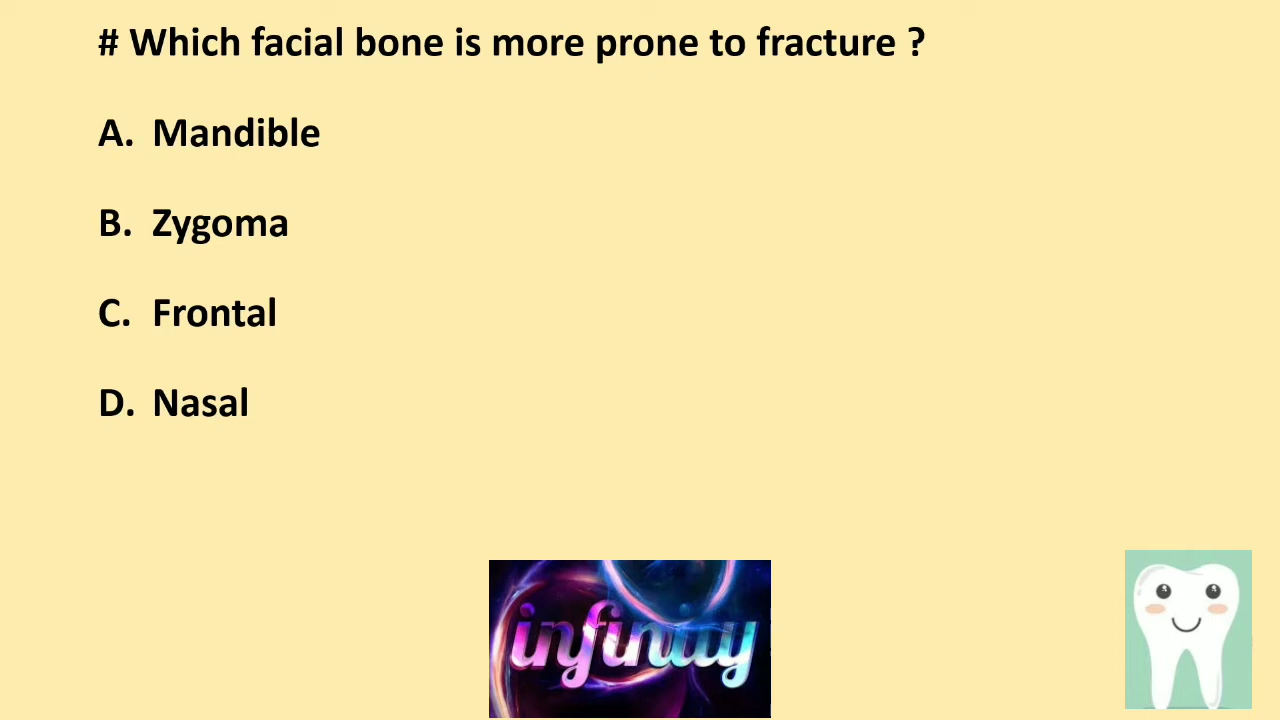 # Which facial bone is more prone to fracture ?
A. Mandible
B. Zygoma
C. Frontal
D. Nasal
infinity